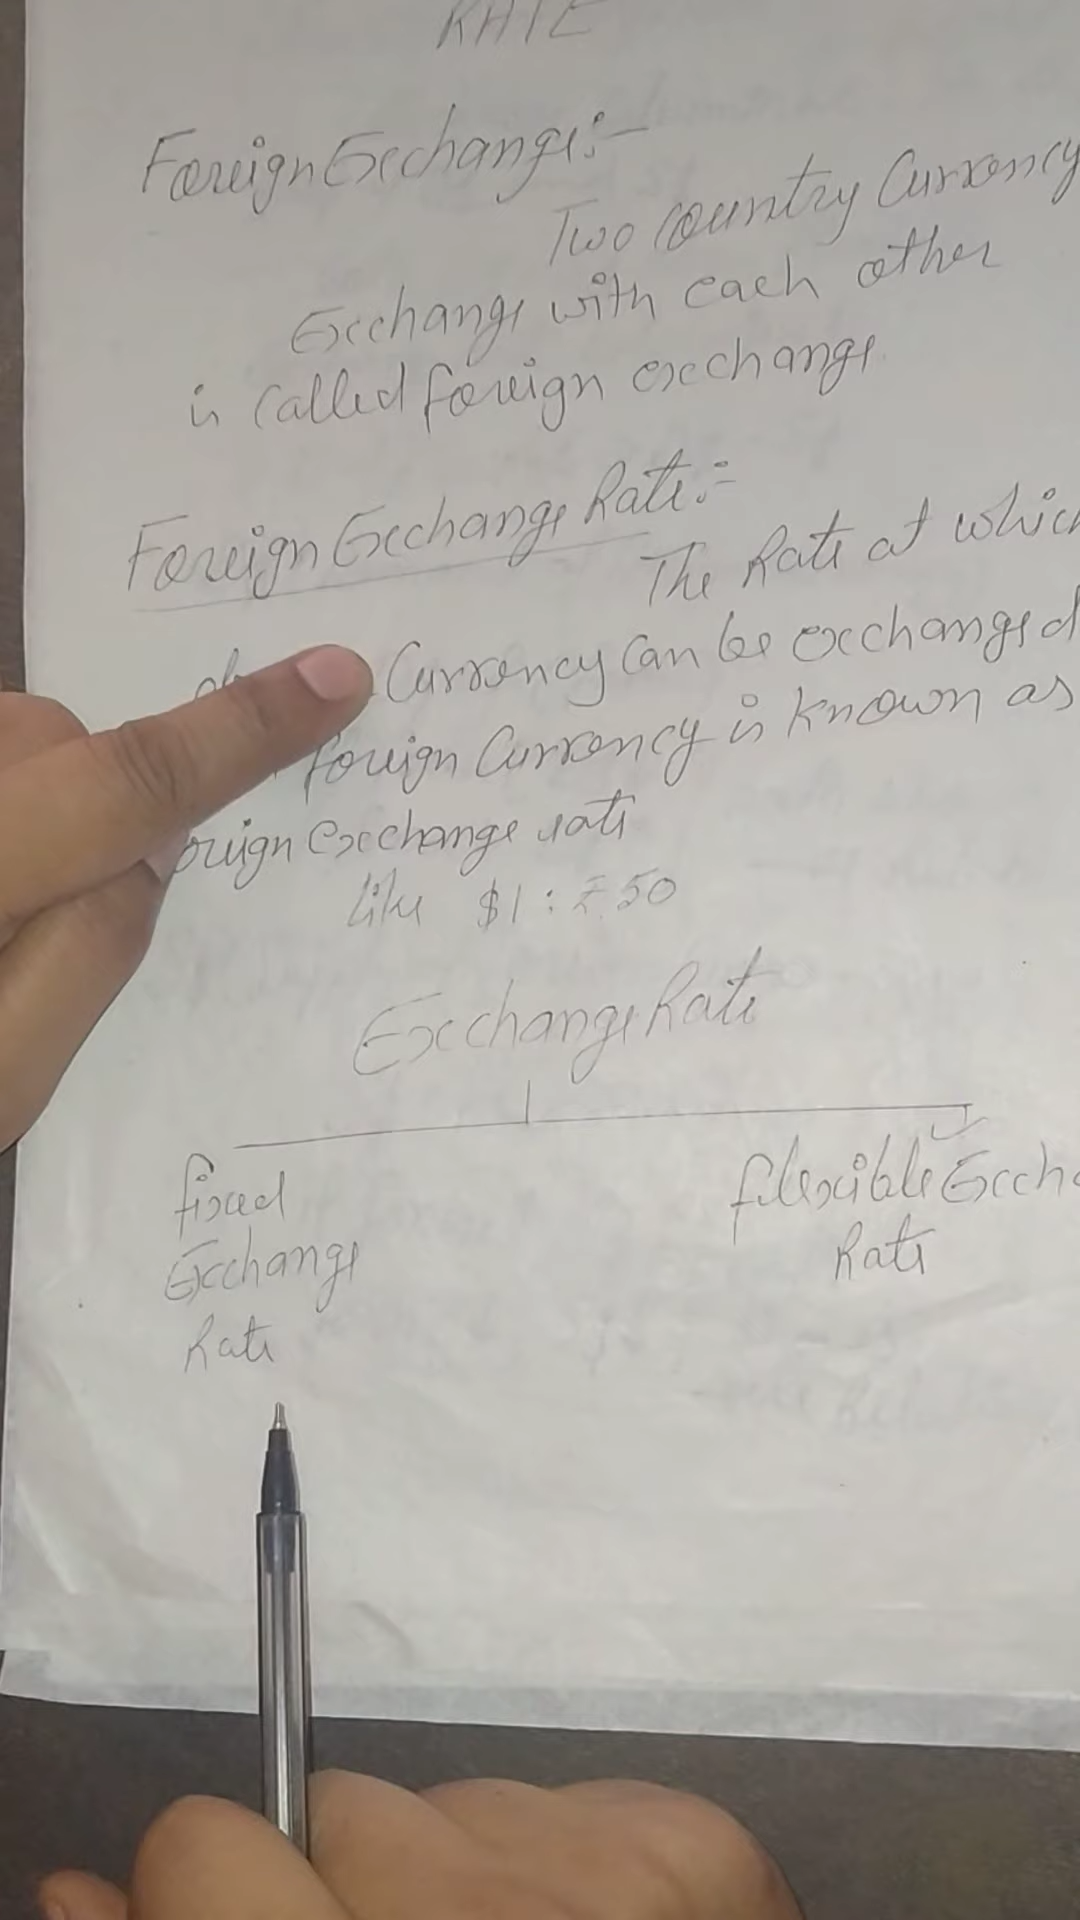 RATE
Foreign Exchange:-
Two country Currency
Exchange with each other
is called foreign exchange
Foreign Exchange Rate:-
The Rate at which
Currency Can be exchanged
foreign Currency is known as
exchange rate
like $1 : ₹50
Exchange Rate
fixed
Exchange
Rate
flexible
Rate